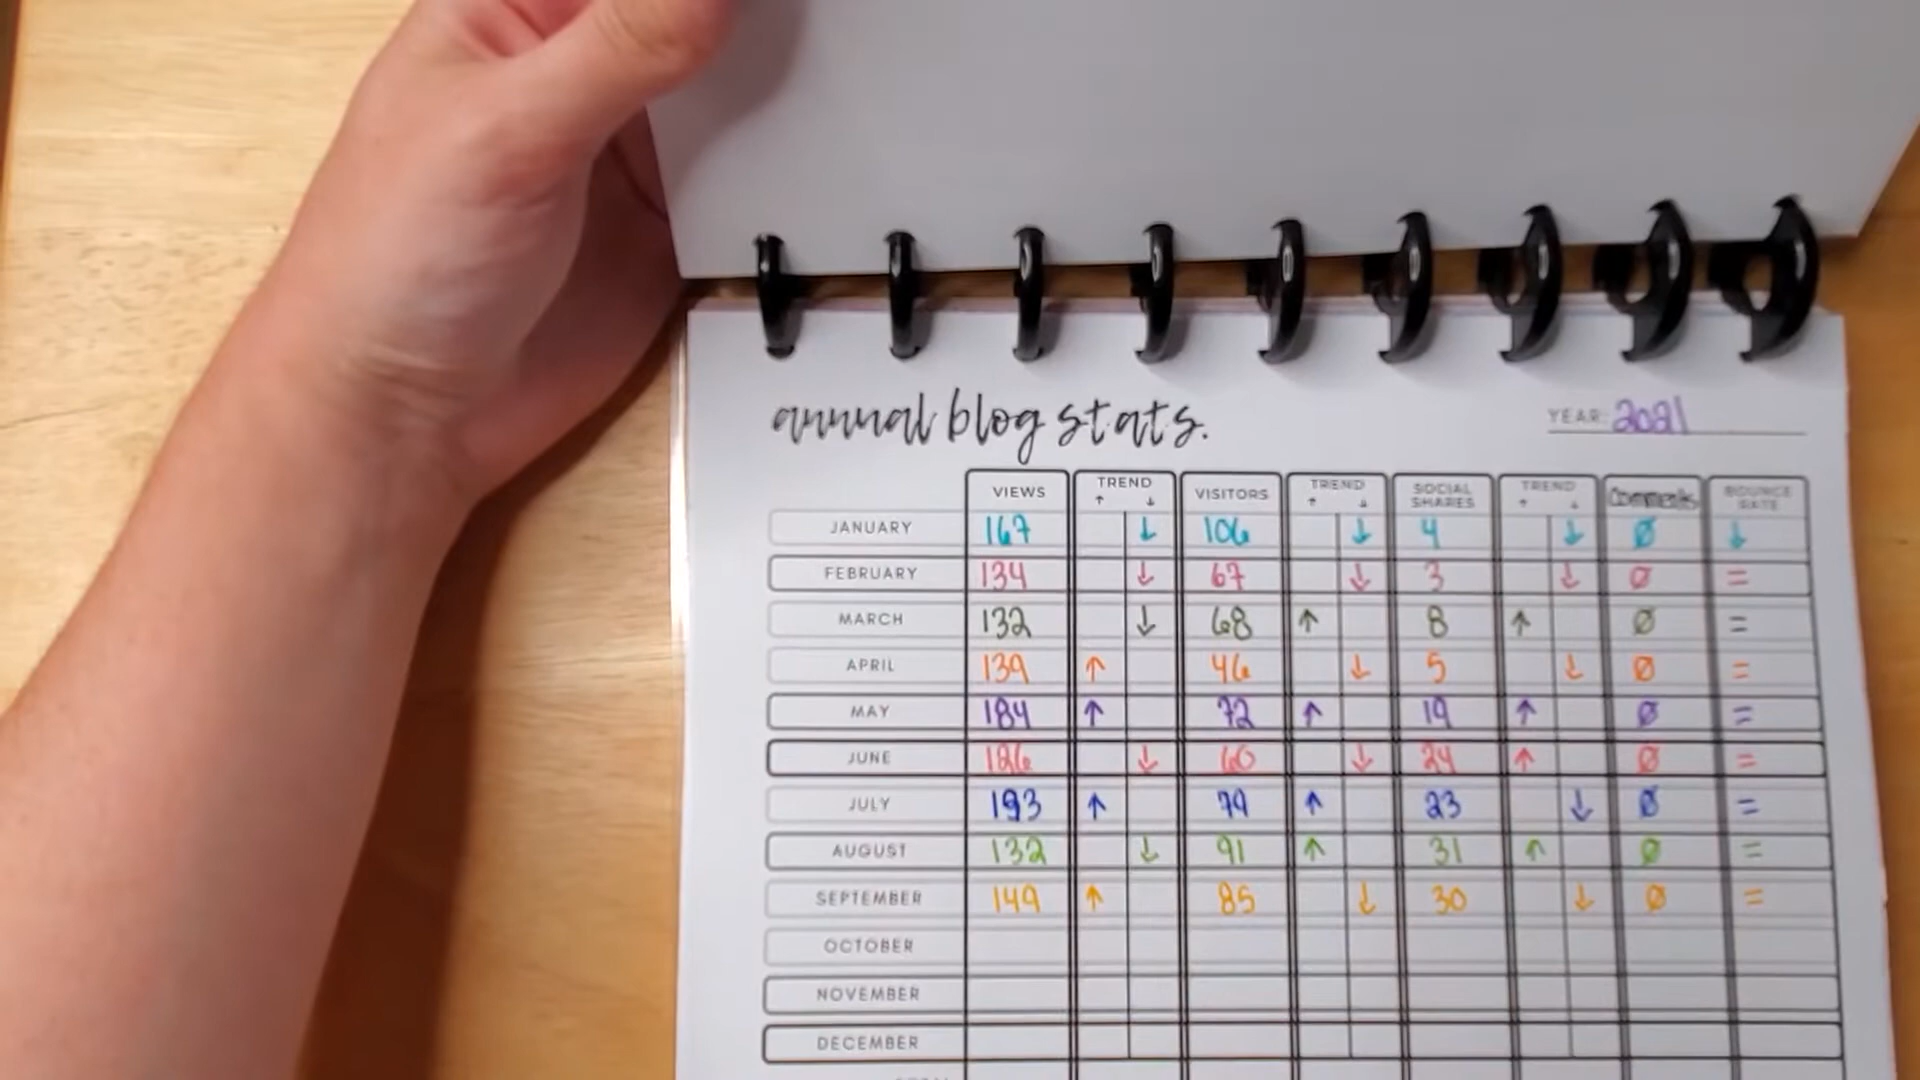 annual blog stats. YEAR: 2021
VIEWS TREND ↑ ↓ VISITORS TREND ↑ ↓ SOCIAL SHARES TREND ↑ ↓ Comments BOUNCE RATE
JANUARY 167 ↓ 106 ↓ 4 ↓ Ø ↓
FEBRUARY 134 ↓ 67 ↓ 3 ↓ Ø =
MARCH 132 ↓ 68 ↑ 8 ↑ Ø =
APRIL 139 ↑ 46 ↓ 5 ↓ Ø =
MAY 184 ↑ 72 ↑ 19 ↑ Ø =
JUNE 126 ↓ 60 ↓ 24 ↑ Ø =
JULY 193 ↑ 79 ↑ 23 ↓ Ø =
AUGUST 132 ↓ 91 ↑ 31 ↑ Ø =
SEPTEMBER 149 ↑ 85 ↓ 30 ↓ Ø =
OCTOBER
NOVEMBER
DECEMBER